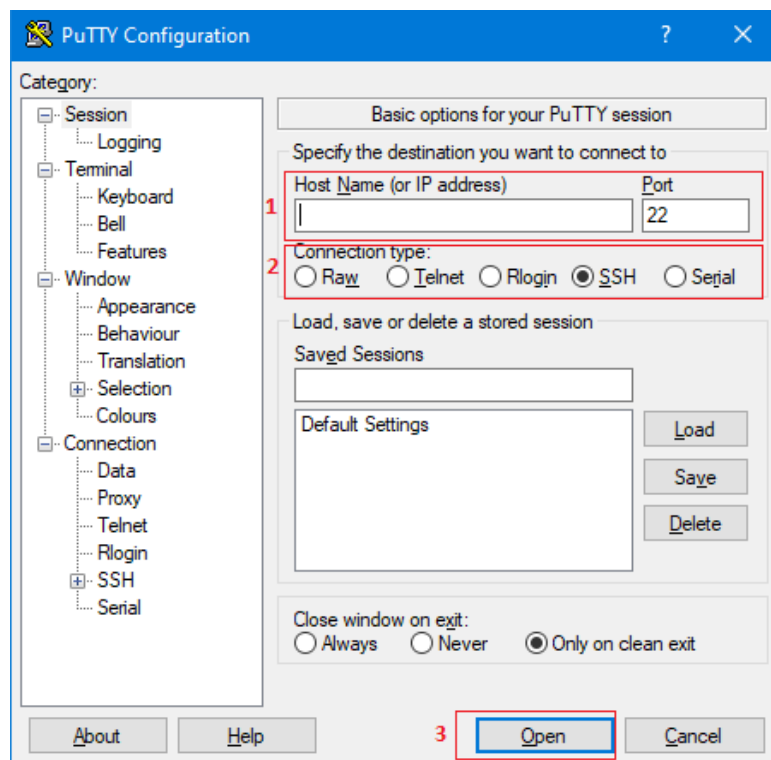 PuTTY Configuration ? ×
Category:
Session
Logging
Terminal
Keyboard
Bell
Features
Window
Appearance
Behaviour
Translation
Selection
Colours
Connection
Data
Proxy
Telnet
Rlogin
SSH
Serial
Basic options for your PuTTY session
Specify the destination you want to connect to
Host Name (or IP address) Port
1 22
2 Connection type:
Raw Telnet Rlogin SSH Serial
Load, save or delete a stored session
Saved Sessions
Default Settings
Load
Save
Delete
Close window on exit:
Always Never Only on clean exit
About Help 3 Open Cancel